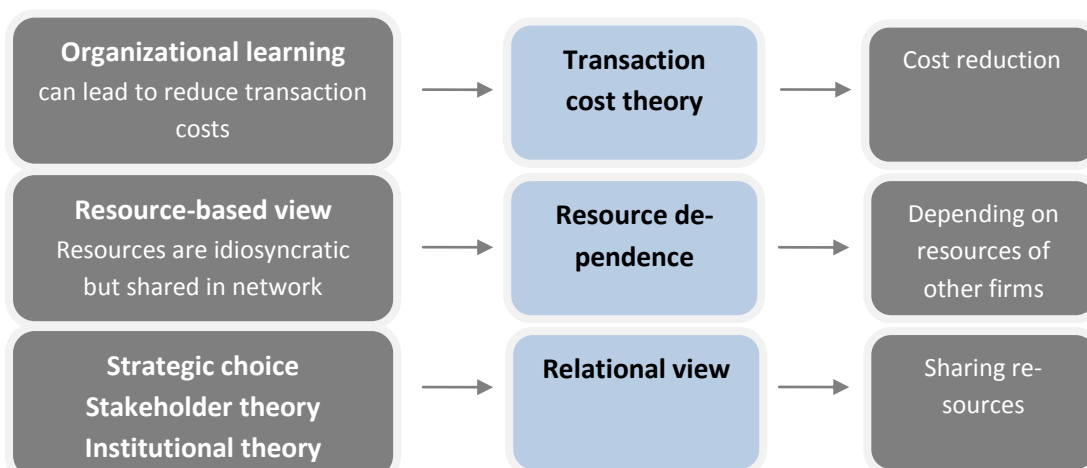 Organizational learning
can lead to reduce transaction
costs
Transaction
cost theory
Cost reduction
Resource-based view
Resources are idiosyncratic
but shared in network
Resource de-
pendence
Depending on
resources of
other firms
Strategic choice
Stakeholder theory
Institutional theory
Relational view
Sharing re-
sources